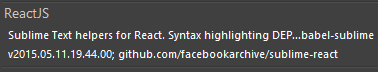 ReactJS
Sublime Text helpers for React. Syntax highlighting DEP...babel-sublime
v2015.05.11.19.44.00; github.com/facebookarchive/sublime-react